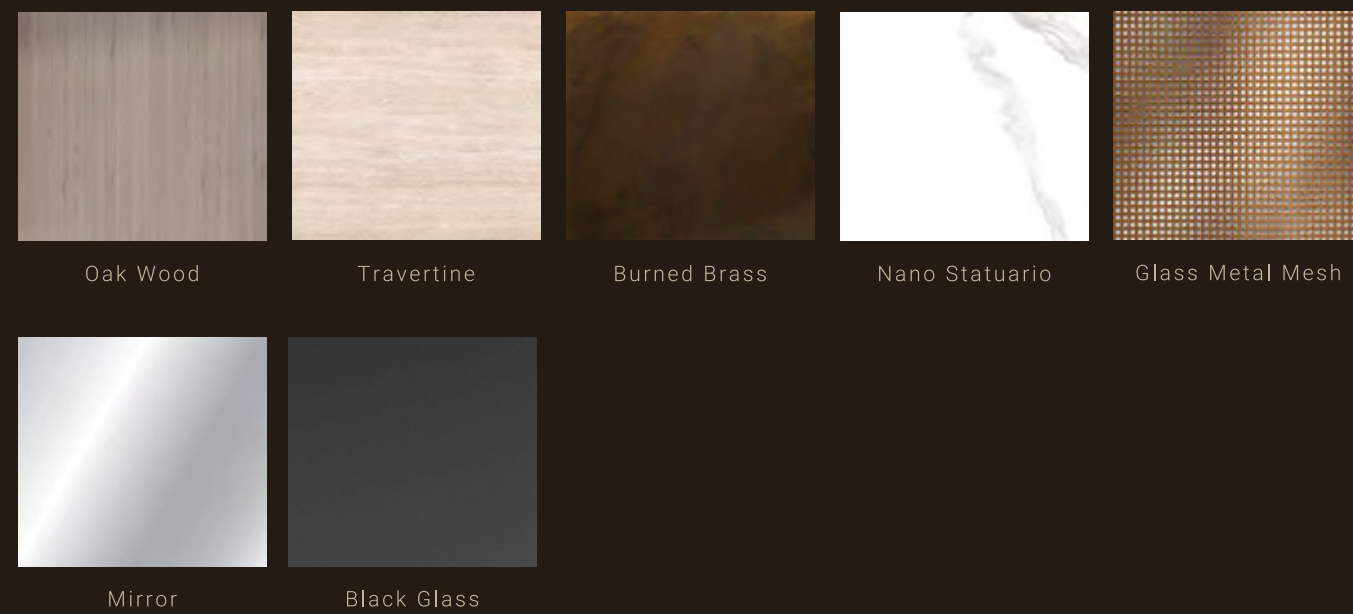 Oak Wood
Travertine
Burned Brass
Nano Statuario
Glass Metal Mesh
Mirror
Black Glass